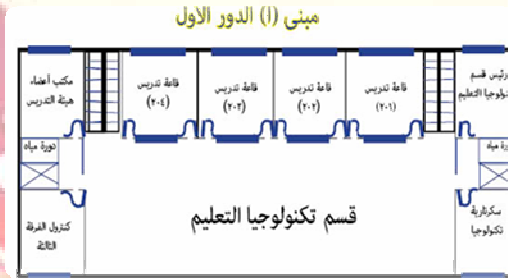 مبنى (ا) الدور الاول
رئيس قسم
تكنولوجيا التعليم
قاعة تدريس
(٢٠١)
قاعة تدريس
(٢٠٢)
قاعة تدريس
(٢٠٣)
قاعة تدريس
(٢٠٤)
مكتب أعضاء
هيئة التدريس
دورة مياه
دورة مياه
قسم تكنولوجيا التعليم
سكرتارية
تكنولوجيا
كنترول الفرقة
الثالثة